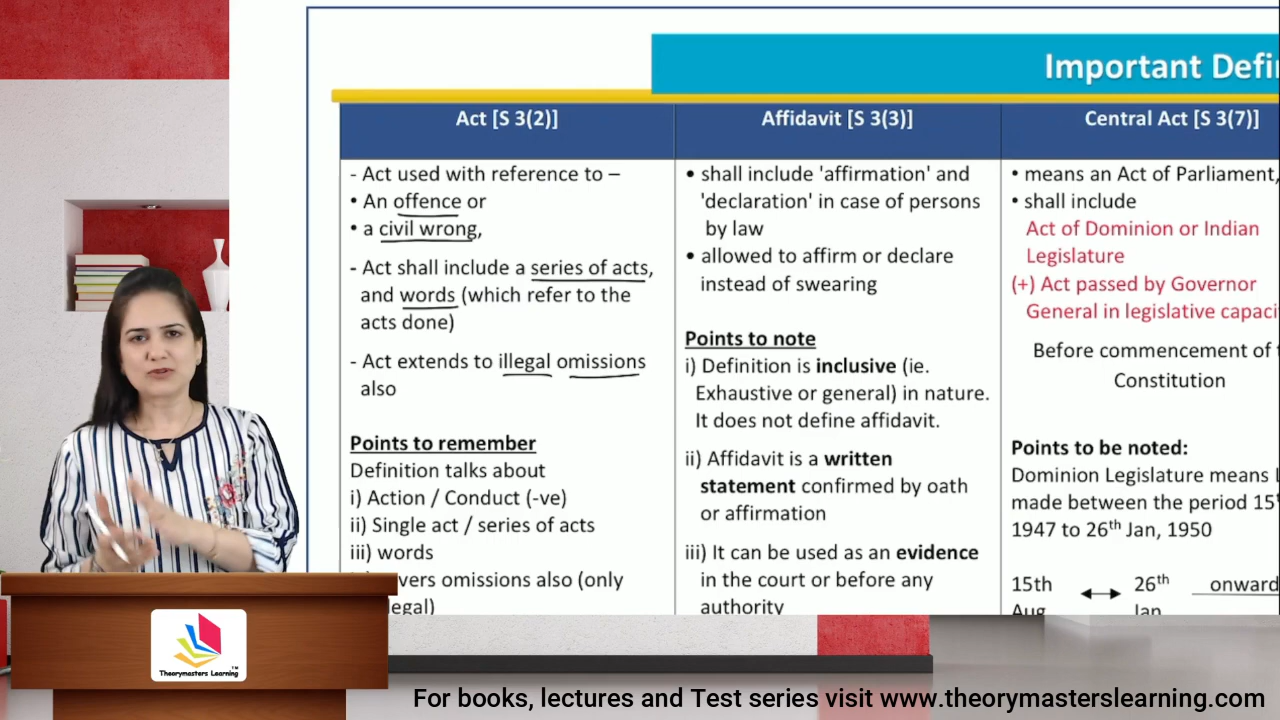 Important Defi
Act [S 3(2)]
- Act used with reference to –
• An offence or
• a civil wrong,
- Act shall include a series of acts,
and words (which refer to the
acts done)
- Act extends to illegal omissions
also
Points to remember
Definition talks about
i) Action / Conduct (-ve)
ii) Single act / series of acts
iii) words
vers omissions also (only
legal)
Affidavit [S 3(3)]
• shall include 'affirmation' and
'declaration' in case of persons
by law
• allowed to affirm or declare
instead of swearing
Points to note
i) Definition is inclusive (ie.
Exhaustive or general) in nature.
It does not define affidavit.
ii) Affidavit is a written
statement confirmed by oath
or affirmation
iii) It can be used as an evidence
in the court or before any
authority
Central Act [S 3(7)]
• means an Act of Parliament,
• shall include
Act of Dominion or Indian
Legislature
(+) Act passed by Governor
General in legislative capaci
Before commencement of
Constitution
Points to be noted:
Dominion Legislature means
made between the period 15
1947 to 26th Jan, 1950
15th 26th onward
Aug Jan
Theorymasters Learning™
For books, lectures and Test series visit www.theorymasterslearning.com